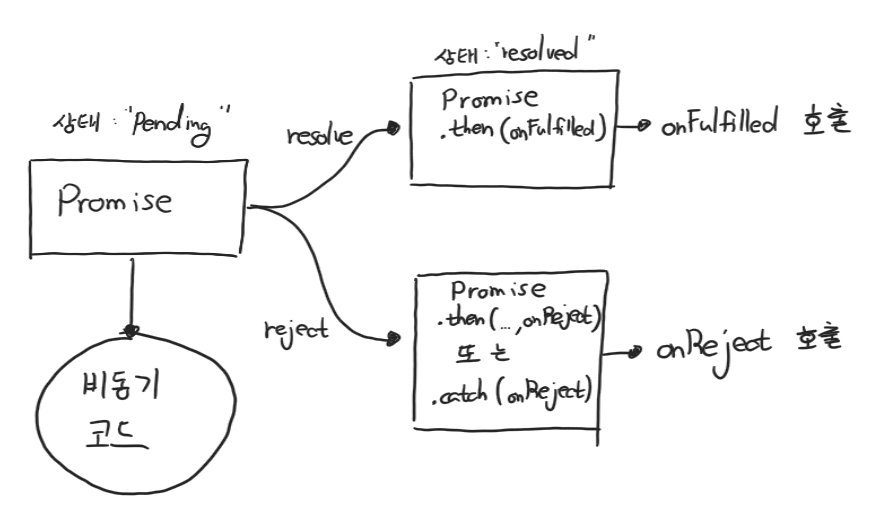 상태 : "Pending"
Promise
비동기
코드
resolve
상태 : "resolved"
Promise
.then(onFulfilled)
onFulfilled 호출
reject
Promise
.then(...,onReject)
또는
.catch(onReject)
onReject 호출